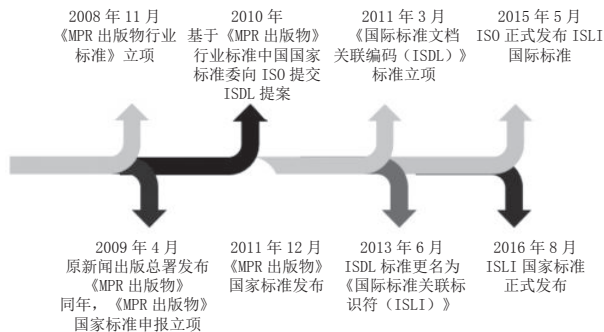 2008 年 11 月
《MPR 出版物行业
标准》立项
2010 年
基于《MPR 出版物》
行业标准中国国家
标准委向 ISO 提交
ISDL 提案
2011 年 3 月
《国际标准文档
关联编码（ISDL）》
标准立项
2015 年 5 月
ISO 正式发布 ISLI
国际标准
2009 年 4 月
原新闻出版总署发布
《MPR 出版物》
同年，《MPR 出版物》
国家标准申报立项
2011 年 12 月
《MPR 出版物》
国家标准发布
2013 年 6 月
ISDL 标准更名为
《国际标准关联标
识符（ISLI）》
2016 年 8 月
ISLI 国家标准
正式发布